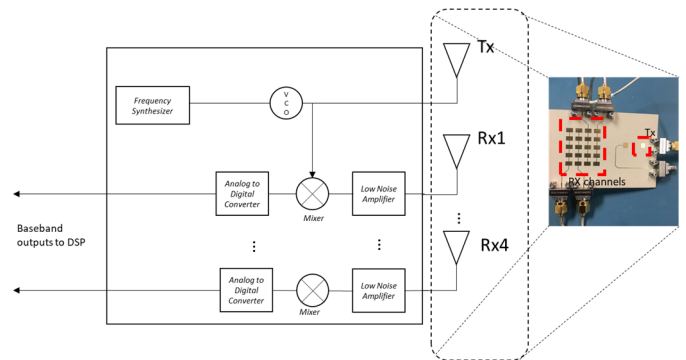 Tx
Frequency
Synthesizer
V
C
O
Rx1
Tx
RX channels
Analog to
Digital
Converter
Mixer
Low Noise
Amplifier
Baseband
outputs to DSP
Rx4
Analog to
Digital
Converter
Mixer
Low Noise
Amplifier